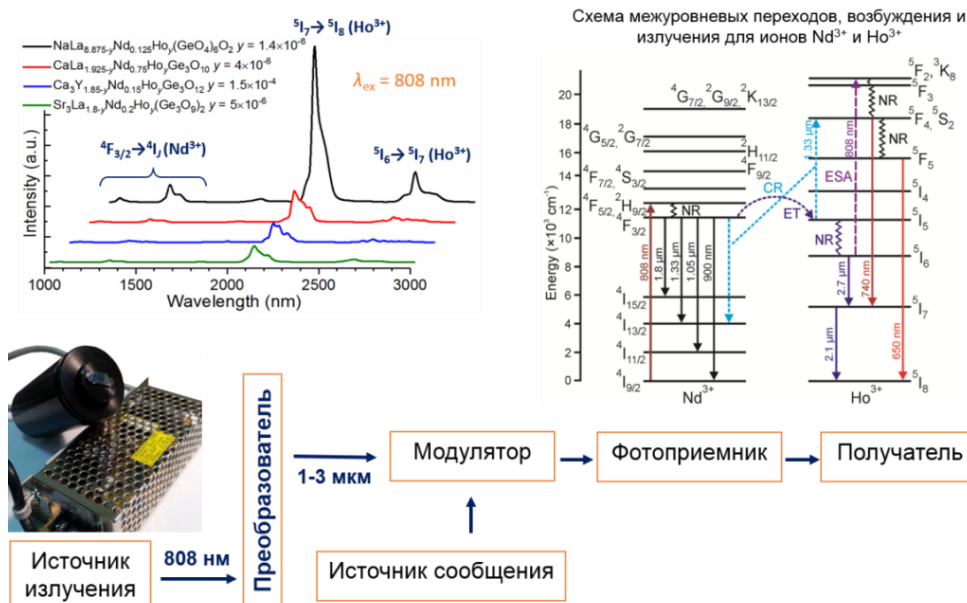 ⁵I₇→ ⁵I₈ (Ho³⁺)
NaLa₈.₈₇₅₋yNd₀.₁₂₅Hoy(GeO₄)₆O₂ y = 1.4×10⁻⁶
CaLa₁.₉₂₅₋yNd₀.₇₅HoyGe₃O₁₀ y = 4×10⁻⁶
Ca₃Y₁.₈₅₋yNd₀.₁₅HoyGe₃O₁₂ y = 1.5×10⁻⁴
Sr₃La₁.₈₋yNd₀.₂Hoy(Ge₃O₉)₂ y = 5×10⁻⁶
λex = 808 nm
⁴F₃/₂→⁴IJ (Nd³⁺)
⁵I₆→⁵I₇ (Ho³⁺)
Intensity (a.u.)
1000 1500 2000 2500 3000
Wavelength (nm)
Схема межуровневых переходов, возбуждения и
излучения для ионов Nd³⁺ и Ho³⁺
Energy (×10³ cm⁻¹)
20
16
12
8
4
2
0
⁴G₇/₂, ²G₉/₂, ²K₁₃/₂
⁴G₅/₂, ²G₇/₂
²H₁₁/₂
⁴F₉/₂
⁴F₇/₂, ⁴S₃/₂
⁴F₅/₂, ²H₉/₂
⁴F₃/₂
⁴I₁₅/₂
⁴I₁₃/₂
⁴I₁₁/₂
⁴I₉/₂
NR
808 nm
1.8 μm
1.33 μm
1.05 μm
900 nm
CR
ET
Nd³⁺
1.33 μm
808 nm
ESA
NR
NR
NR
2.7 μm
740 nm
2.1 μm
650 nm
⁵F₂, ³K₈
⁵F₃
⁵F₄, ⁵S₂
⁵F₅
⁵I₄
⁵I₅
⁵I₆
⁵I₇
⁵I₈
Ho³⁺
Источник
излучения
808 нм
Преобразователь
1-3 мкм
Модулятор
Фотоприемник
Получатель
Источник сообщения